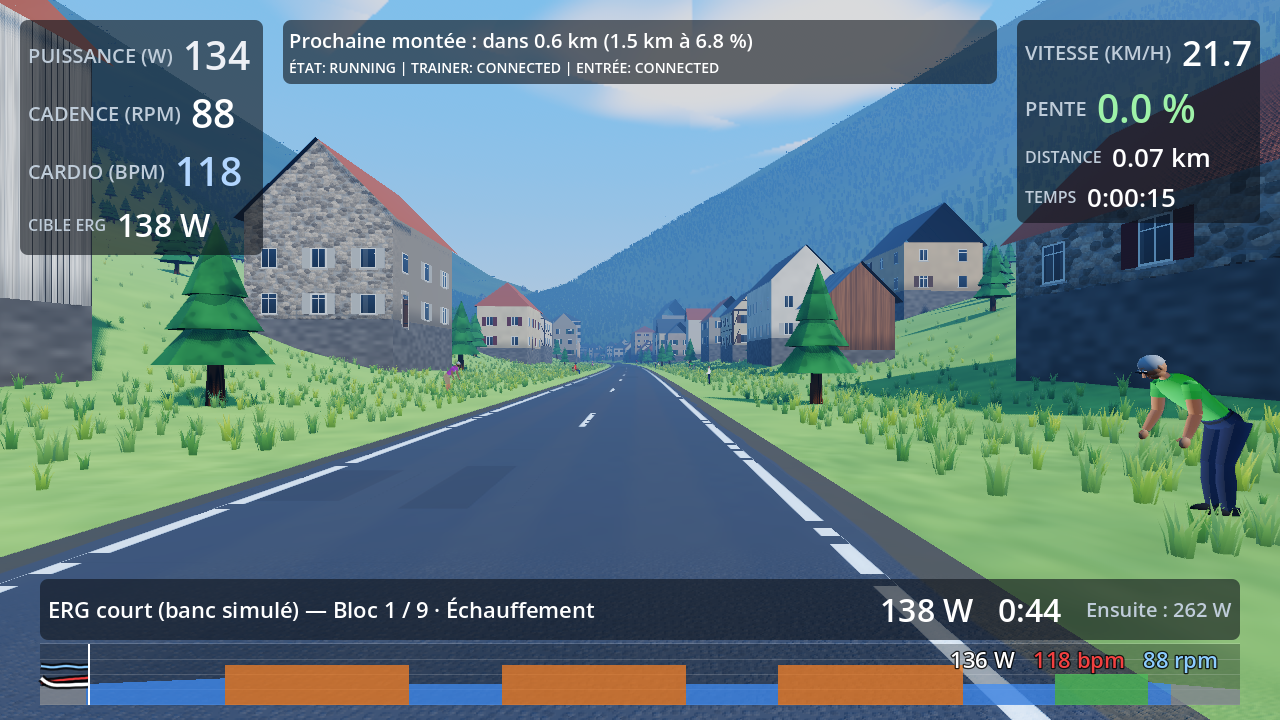 PUISSANCE (W) 134
CADENCE (RPM) 88
CARDIO (BPM) 118
CIBLE ERG 138 W
Prochaine montée : dans 0.6 km (1.5 km à 6.8 %)
ÉTAT: RUNNING | TRAINER: CONNECTED | ENTRÉE: CONNECTED
VITESSE (KM/H) 21.7
PENTE 0.0 %
DISTANCE 0.07 km
TEMPS 0:00:15
ERG court (banc simulé) — Bloc 1 / 9 · Échauffement 138 W 0:44 Ensuite : 262 W
136 W 118 bpm 88 rpm